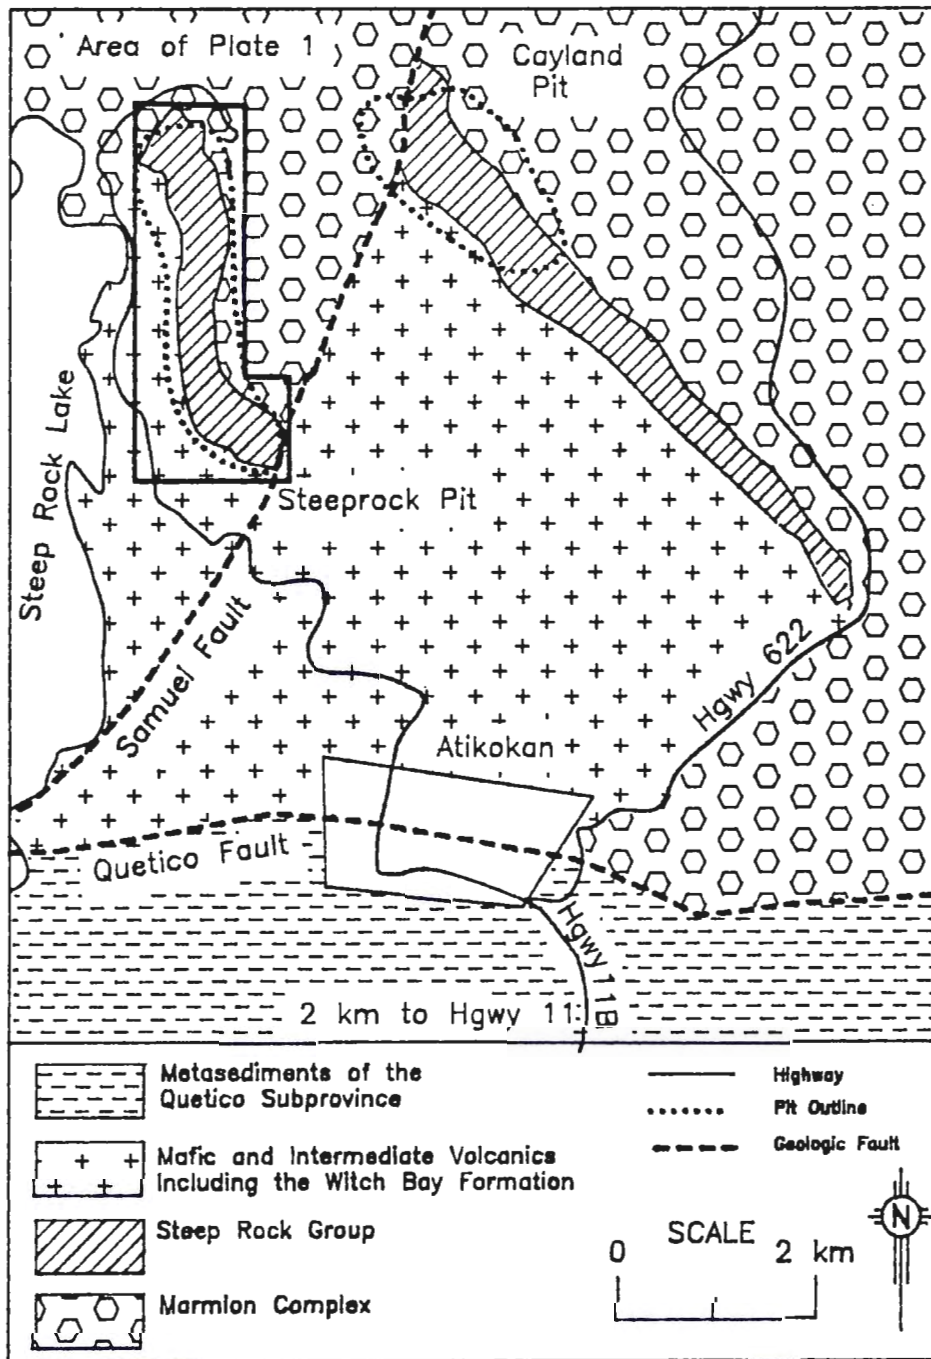 Area of Plate 1
Cayland
Pit
Steep Rock Lake
Steeprock Pit
Samuel Fault
Hgwy 622
Atikokan
Quetico Fault
Hgwy 11B
2 km to Hgwy 11
Metasediments of the
Quetico Subprovince
Mafic and Intermediate Volcanics
Including the Witch Bay Formation
Steep Rock Group
Marmion Complex
Highway
Pit Outline
Geologic Fault
SCALE
0 2 km
N